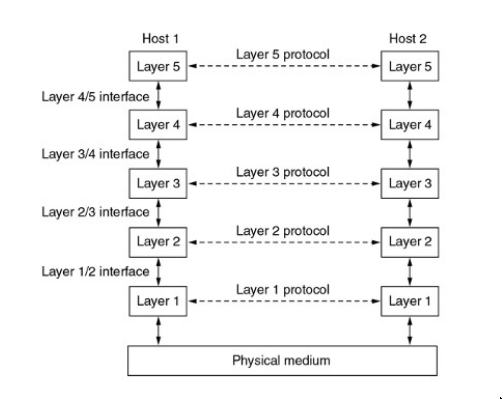 Host 1
Host 2
Layer 5
Layer 5 protocol
Layer 5
Layer 4/5 interface
Layer 4
Layer 4 protocol
Layer 4
Layer 3/4 interface
Layer 3
Layer 3 protocol
Layer 3
Layer 2/3 interface
Layer 2
Layer 2 protocol
Layer 2
Layer 1/2 interface
Layer 1
Layer 1 protocol
Layer 1
Physical medium